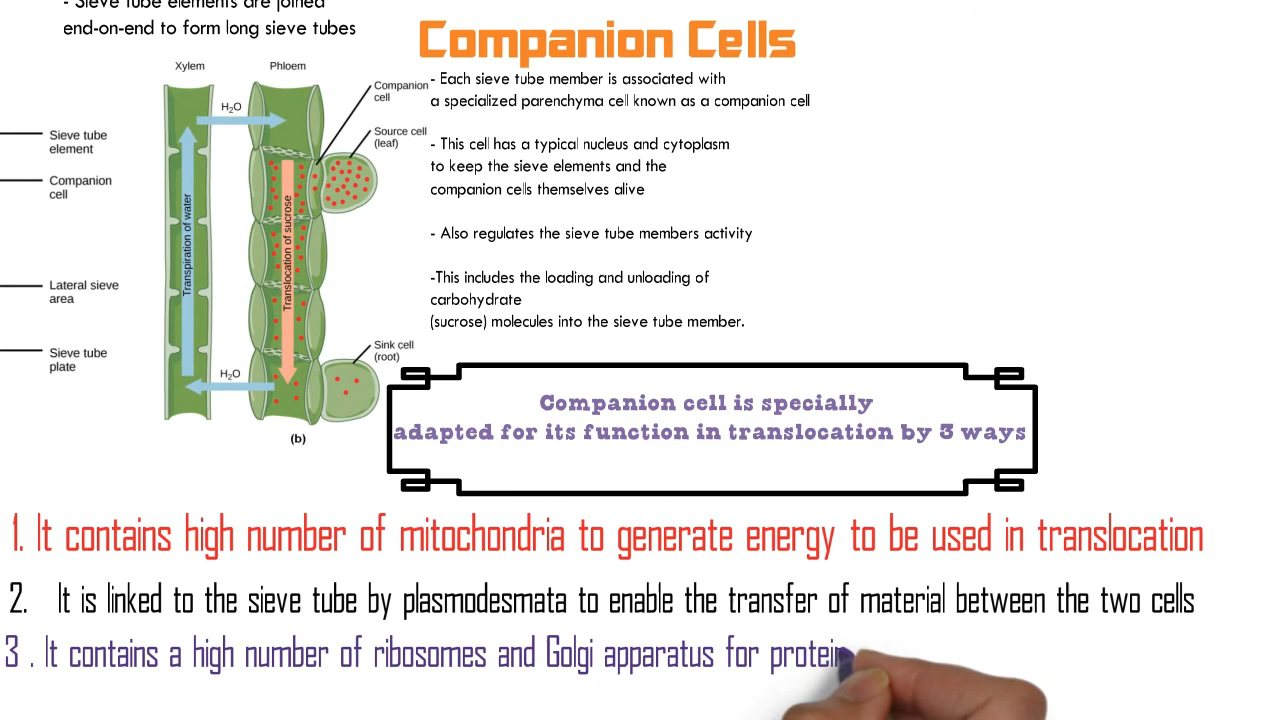 - Sieve tube elements are joined
end-on-end to form long sieve tubes
Companion Cells
Xylem
Phloem
H₂O
Companion
cell
Source cell
(leaf)
Sieve tube
element
Companion
cell
Lateral sieve
area
Sieve tube
plate
Transpiration of water
Translocation of sucrose
H₂O
Sink cell
(root)
(b)
- Each sieve tube member is associated with
a specialized parenchyma cell known as a companion cell
- This cell has a typical nucleus and cytoplasm
to keep the sieve elements and the
companion cells themselves alive
- Also regulates the sieve tube members activity
-This includes the loading and unloading of
carbohydrate
(sucrose) molecules into the sieve tube member.
Companion cell is specially
adapted for its function in translocation by 3 ways
1. It contains high number of mitochondria to generate energy to be used in translocation
2. It is linked to the sieve tube by plasmodesmata to enable the transfer of material between the two cells
3 . It contains a high number of ribosomes and Golgi apparatus for protein